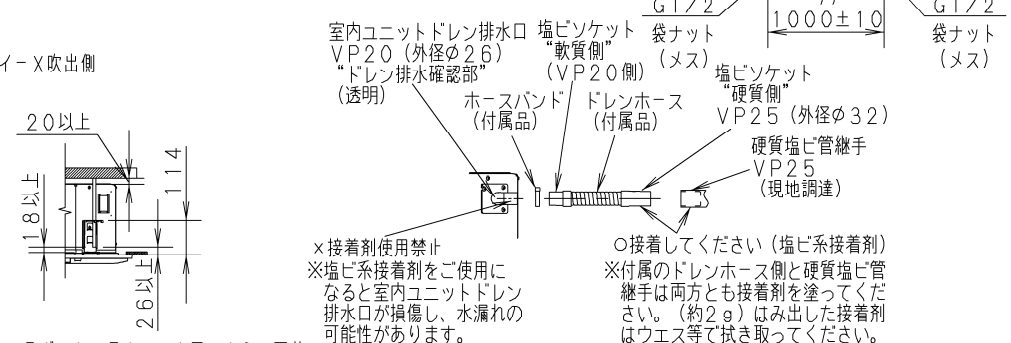 G1/2
袋ナット
(メス)
1000±10
G1/2
袋ナット
(メス)
イーX吹出側
室内ユニットドレン排水口
VP20(外径φ26)
“ドレン排水確認部”
(透明)
塩ビソケット
“軟質側”
(VP20側)
塩ビソケット
“硬質側”
VP25(外径φ32)
ホースバンド
(付属品)
ドレンホース
(付属品)
硬質塩ビ管継手
VP25
(現地調達)
20以上
114
18以上
26以上
×接着剤使用禁止
※塩ビ系接着剤をご使用に
なると室内ユニットドレン
排水口が損傷し、水漏れの
可能性があります。
○接着してください(塩ビ系接着剤)
※付属のドレンホース側と硬質塩ビ管
継手は両方とも接着剤を塗ってくだ
さい。(約2g)はみ出した接着剤
はウエス等で拭き取ってください。